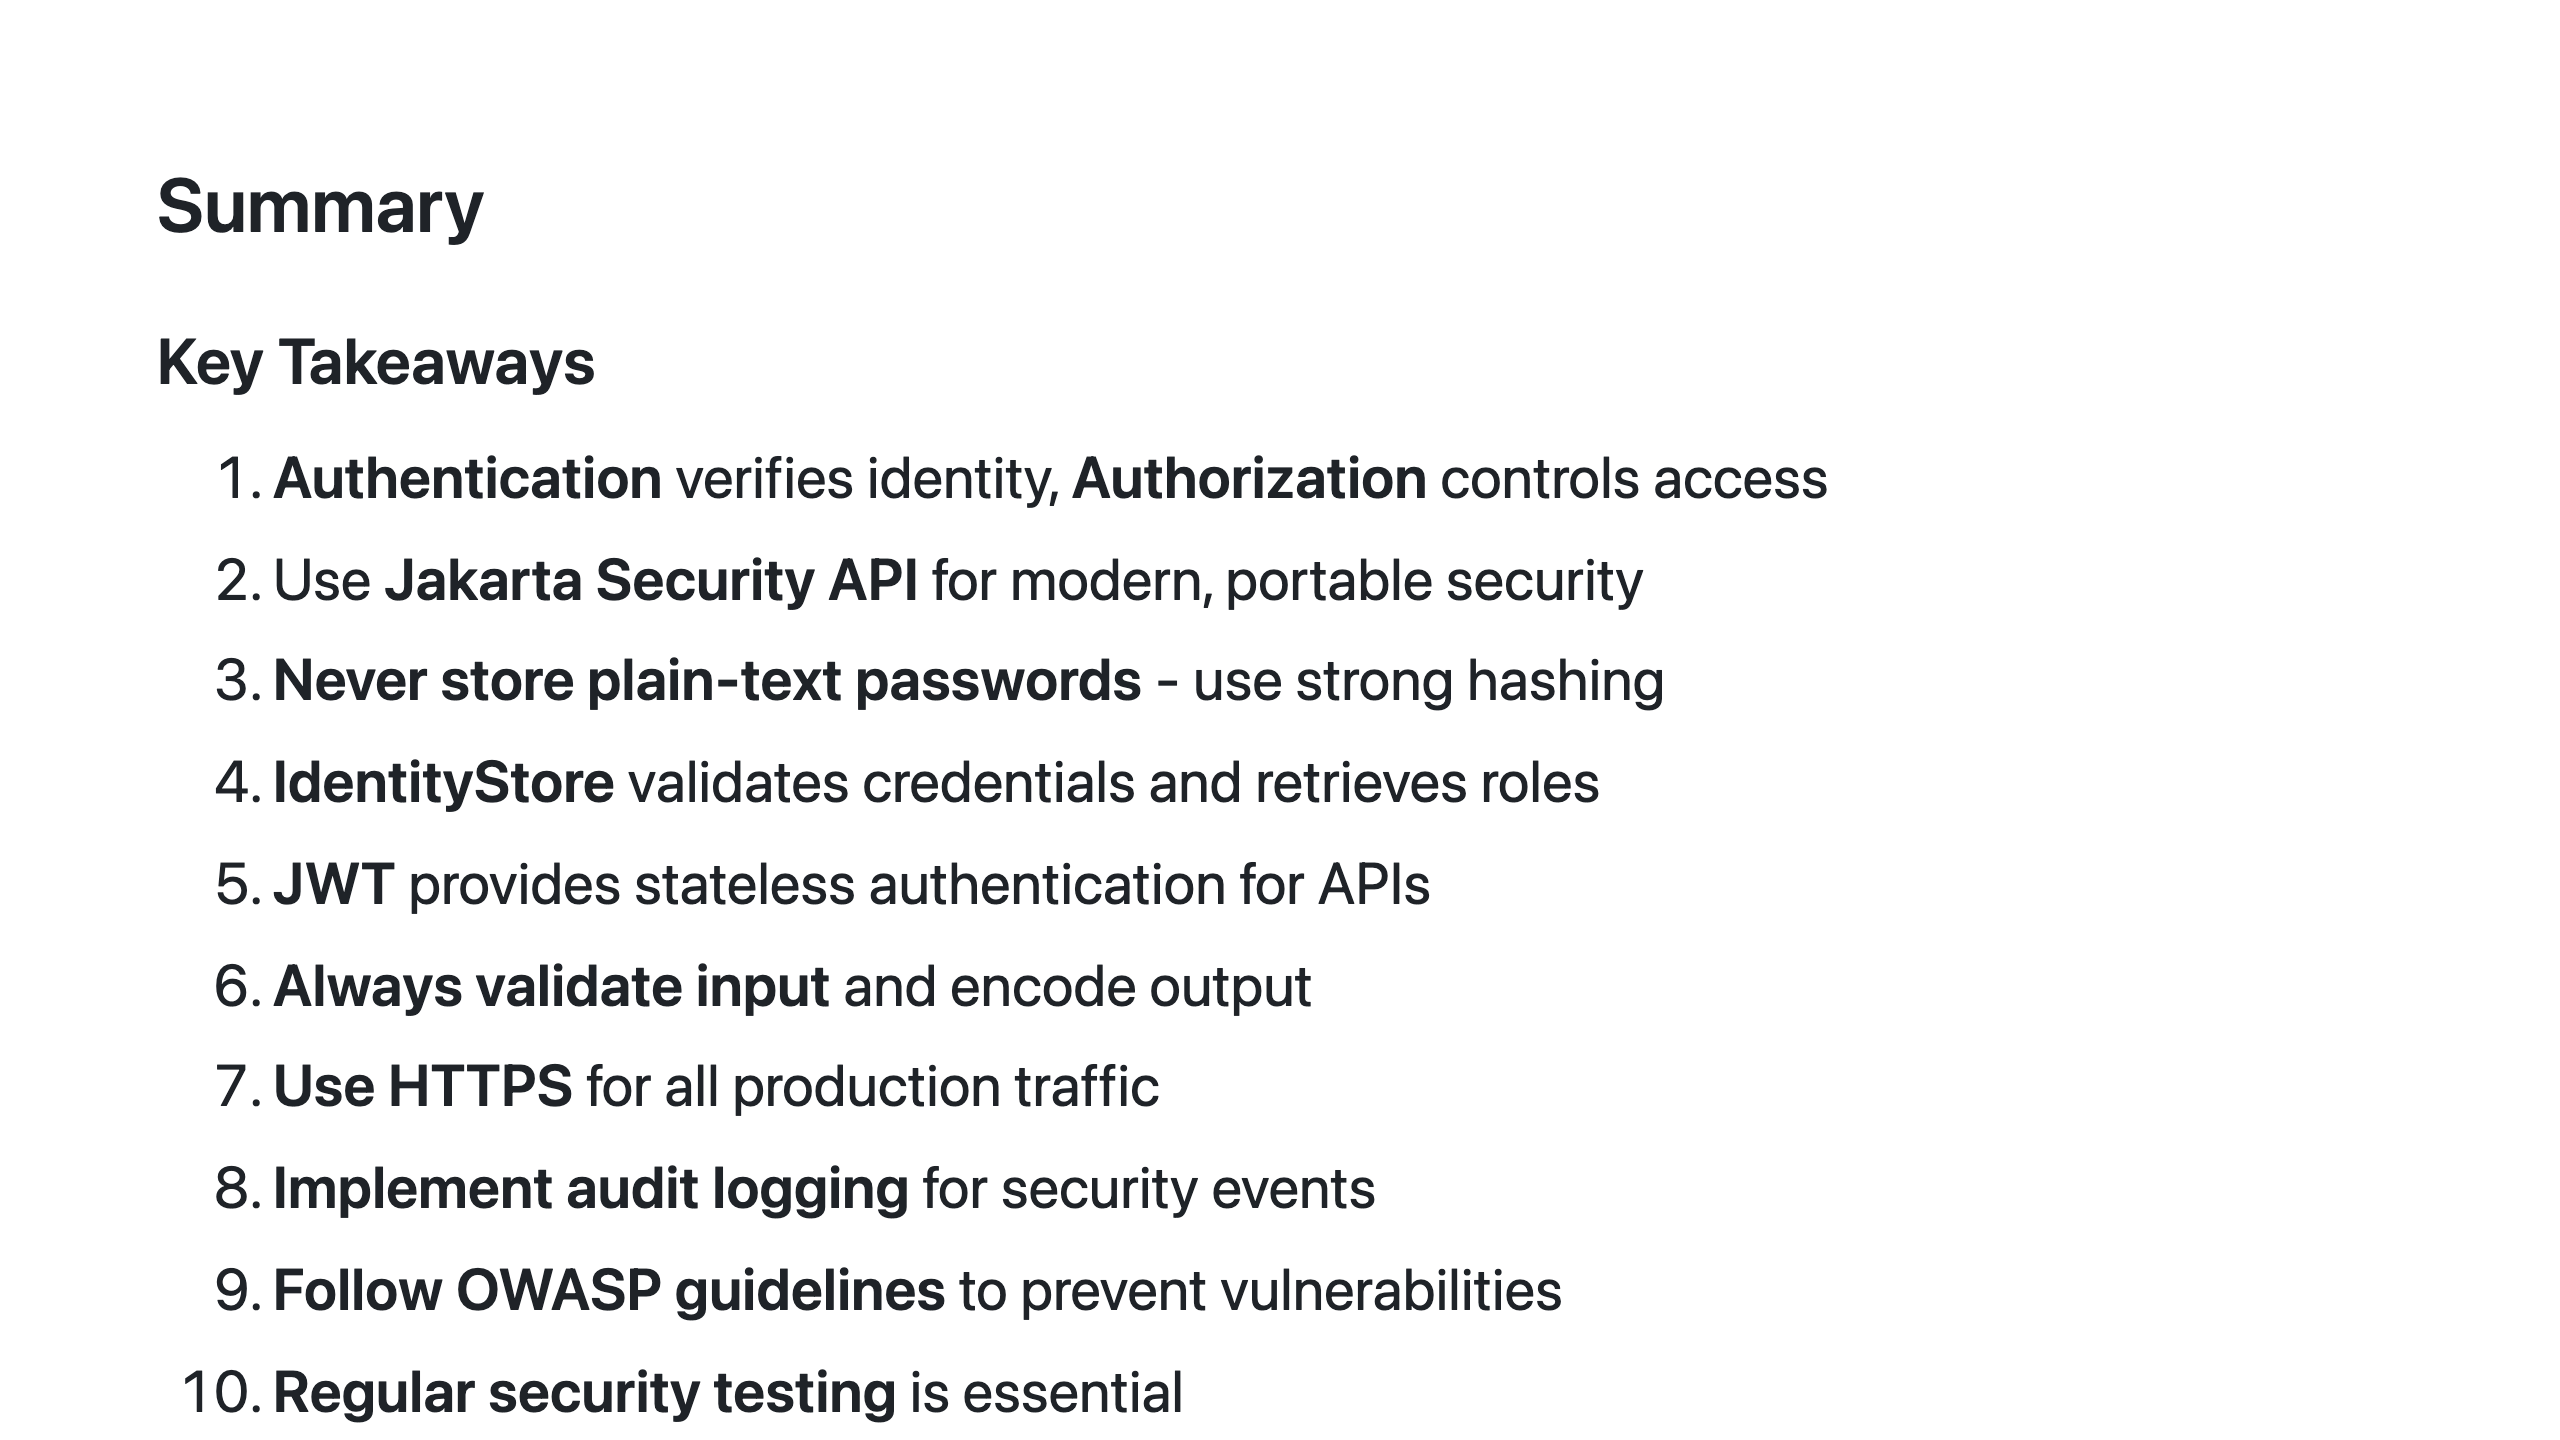 Summary
Key Takeaways
1. Authentication verifies identity, Authorization controls access
2. Use Jakarta Security API for modern, portable security
3. Never store plain-text passwords - use strong hashing
4. IdentityStore validates credentials and retrieves roles
5. JWT provides stateless authentication for APIs
6. Always validate input and encode output
7. Use HTTPS for all production traffic
8. Implement audit logging for security events
9. Follow OWASP guidelines to prevent vulnerabilities
10. Regular security testing is essential